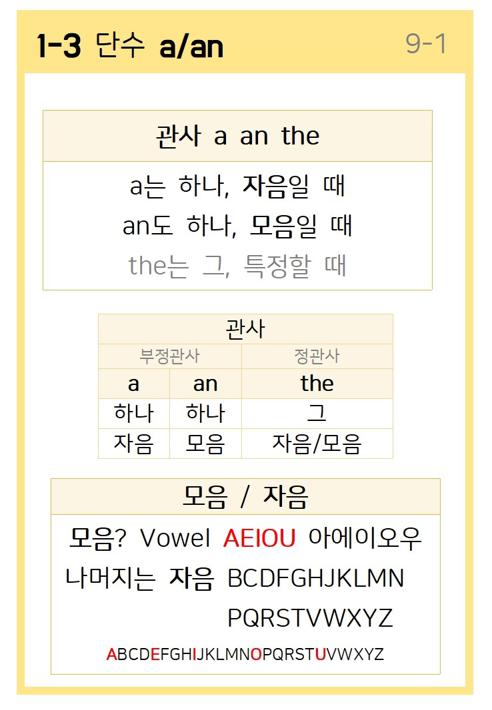 1-3 단수 a/an 9-1
관사 a an the
a는 하나, 자음일 때
an도 하나, 모음일 때
the는 그, 특정할 때
관사
부정관사 정관사
a an the
하나 하나 그
자음 모음 자음/모음
모음 / 자음
모음? Vowel AEIOU 아에이오우
나머지는 자음 BCDFGHJKLMN
PQRSTVWXYZ
ABCDEFGHIJKLMNOPQRSTUVWXYZ